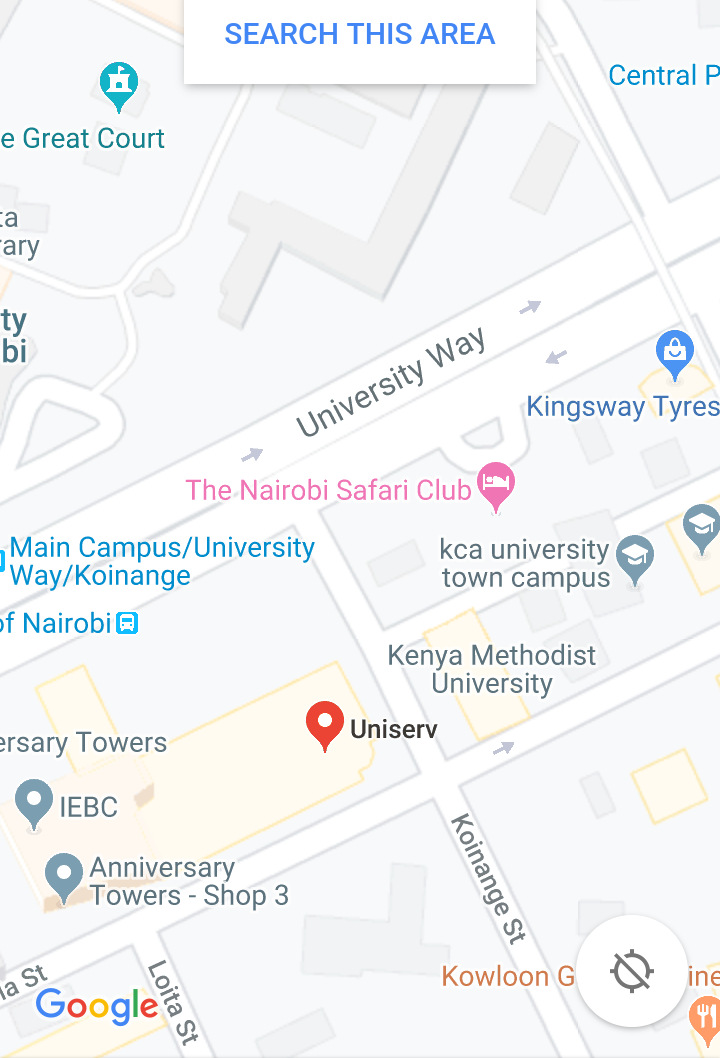 SEARCH THIS AREA
Central P
e Great Court
ta
rary
ty
bi
University Way
Kingsway Tyres
The Nairobi Safari Club
Main Campus/University
Way/Koinange
kca university
town campus
of Nairobi
Kenya Methodist
University
Uniserv
ersary Towers
IEBC
Anniversary
Towers - Shop 3
Koinange St
la St
Loita St
Kowloon G
ine
Google